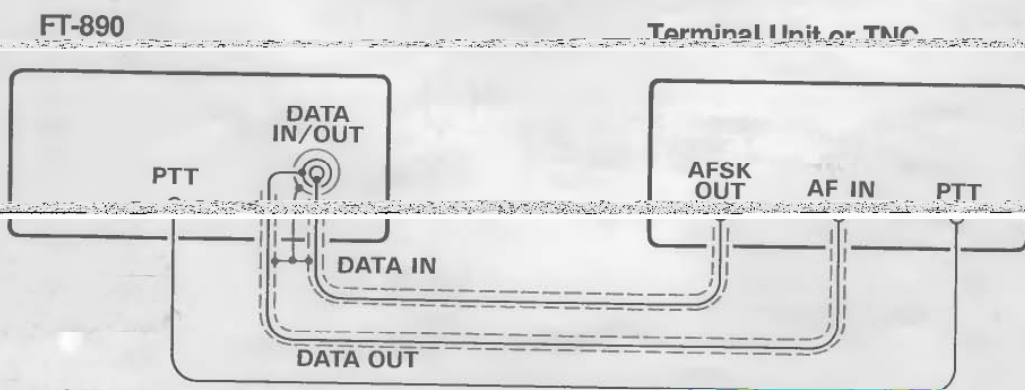 FT-890
Terminal Unit or TNC
DATA
IN/OUT
PTT
AFSK
OUT
AF IN
PTT
DATA IN
DATA OUT